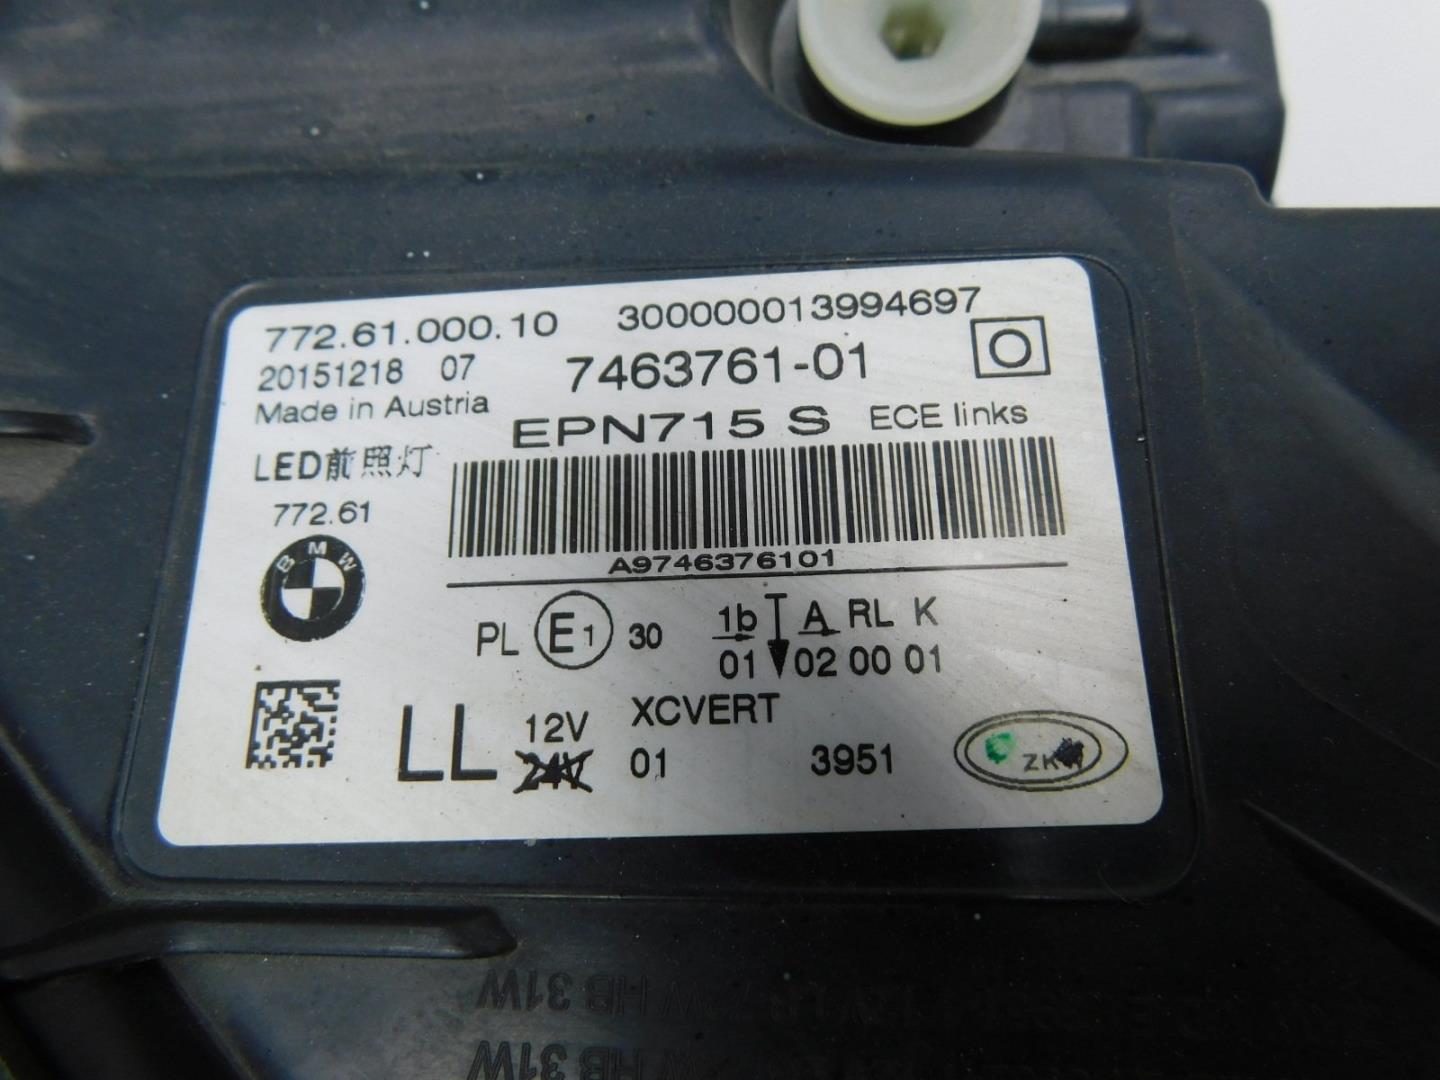 772.61.000.10 300000013994697
20151218 07 7463761-01
Made in Austria
EPN715 S ECE links
LED前照灯
772.61
BMW
A9746376101
PL E1 30 1b A RL K
01 02 00 01
LL 12V XCVERT
24V 01 3951
ZKW
HB 31W
HB 31W